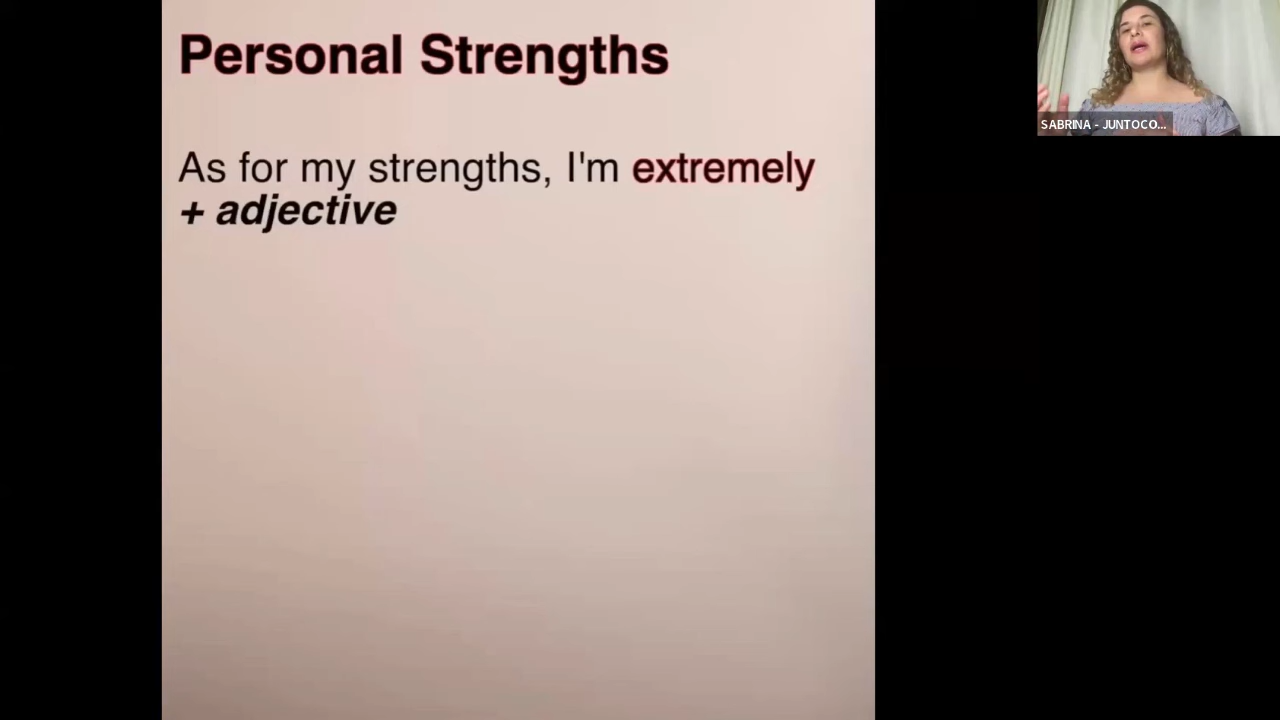 Personal Strengths
As for my strengths, I'm extremely
+ adjective
SABRINA - JUNTOCO...